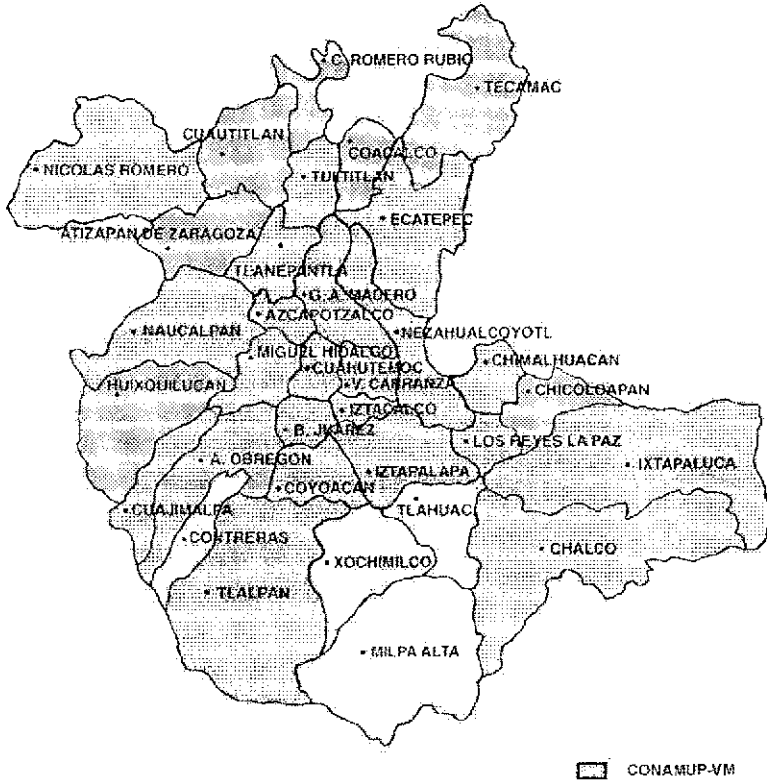 C. ROMERO RUBIO
TECAMAC
CUAUTITLAN
COACALCO
NICOLAS ROMERO
TULTITLAN
ECATEPEC
ATIZAPAN DE ZARAGOZA
TLANEPANTLA
G. A. MADERO
AZCAPOTZALCO
NAUCALPAN
NEZAHUALCOYOTL
MIGUEL HIDALGO
CHIMALHUACAN
CUAHUTEMOC
HUIXQUILUCAN
V. CARRANZA
CHICOLOAPAN
IZTACALCO
B. JUAREZ
LOS REYES LA PAZ
A. OBREGON
IZTAPALAPA
IXTAPALUCA
COYOACAN
TLAHUAC
CUAJIMALPA
CONTRERAS
CHALCO
XOCHIMILCO
TLALPAN
MILPA ALTA
CONAMUP-VM